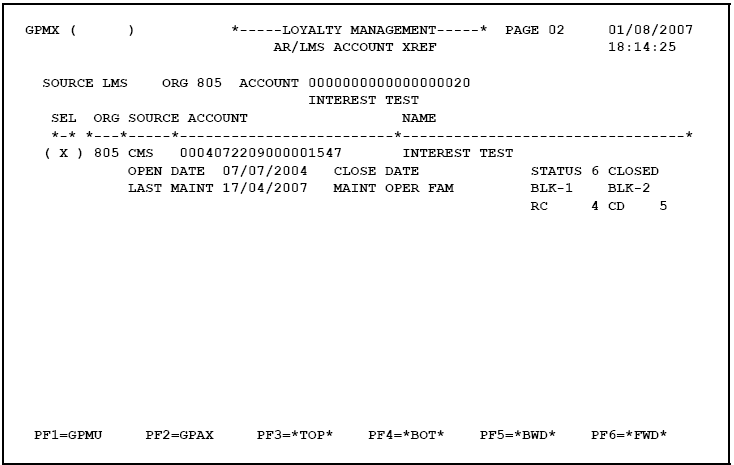 GPMX (      )           *-----LOYALTY MANAGEMENT-----*  PAGE 02     01/08/2007
AR/LMS ACCOUNT XREF                    18:14:25
SOURCE LMS    ORG 805  ACCOUNT 0000000000000000020
INTEREST TEST
SEL  ORG SOURCE ACCOUNT                  NAME
*-* *---*-----*-------------------------*---------------------------------*
( X ) 805 CMS   0004072209000001547       INTEREST TEST
OPEN DATE  07/07/2004   CLOSE DATE             STATUS 6 CLOSED
LAST MAINT 17/04/2007   MAINT OPER FAM         BLK-1    BLK-2
RC     4 CD    5
PF1=GPMU     PF2=GPAX     PF3=*TOP*    PF4=*BOT*    PF5=*BWD*    PF6=*FWD*